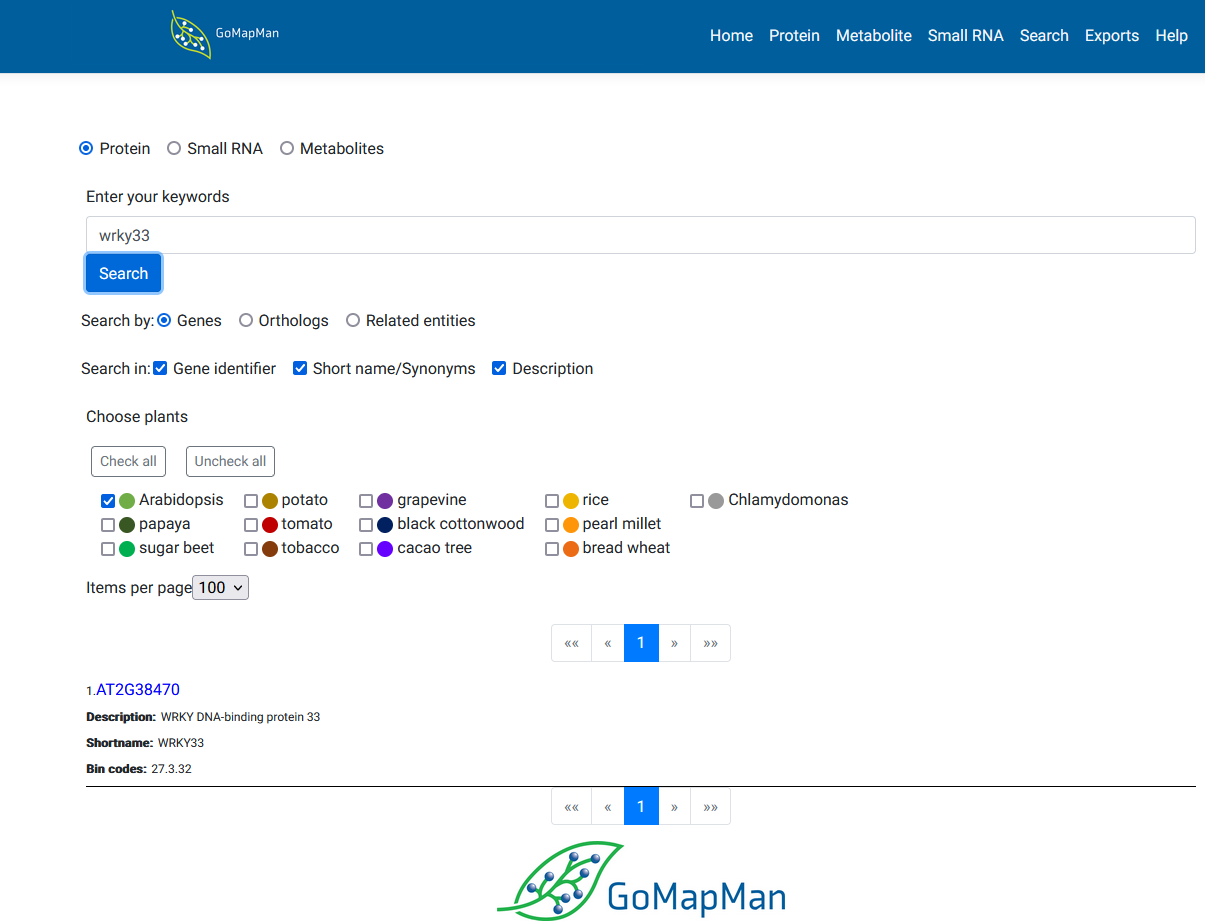 GoMapMan
Home Protein Metabolite Small RNA Search Exports Help
Protein Small RNA Metabolites
Enter your keywords
wrky33
Search
Search by: Genes Orthologs Related entities
Search in: Gene identifier Short name/Synonyms Description
Choose plants
Check all Uncheck all
Arabidopsis potato grapevine rice Chlamydomonas
papaya tomato black cottonwood pearl millet
sugar beet tobacco cacao tree bread wheat
Items per page 100
«« « 1 » »»
1.AT2G38470
Description: WRKY DNA-binding protein 33
Shortname: WRKY33
Bin codes: 27.3.32
«« « 1 » »»
GoMapMan